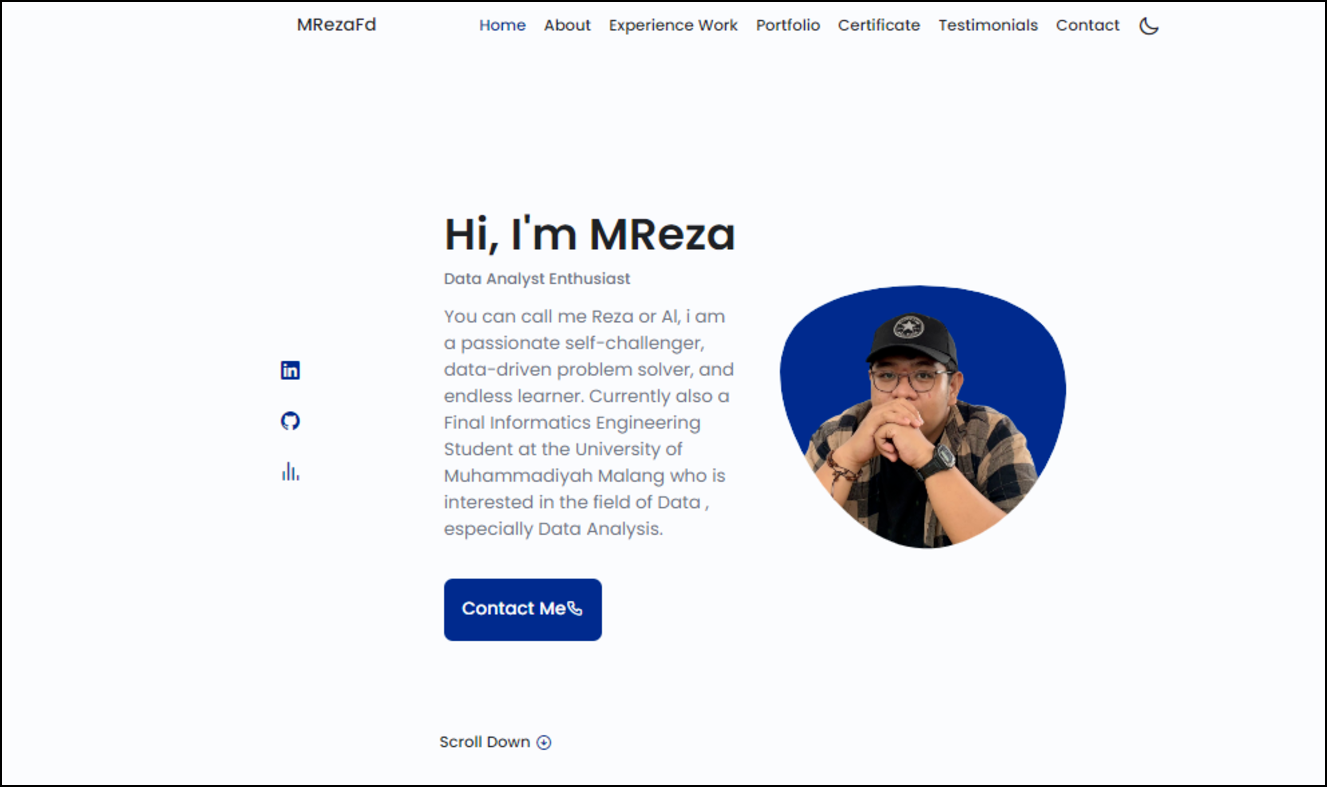 MRezaFd
Home About Experience Work Portfolio Certificate Testimonials Contact
Hi, I'm MReza
Data Analyst Enthusiast
You can call me Reza or Al, i am
a passionate self-challenger,
data-driven problem solver, and
endless learner. Currently also a
Final Informatics Engineering
Student at the University of
Muhammadiyah Malang who is
interested in the field of Data ,
especially Data Analysis.
in
Contact Me
Scroll Down